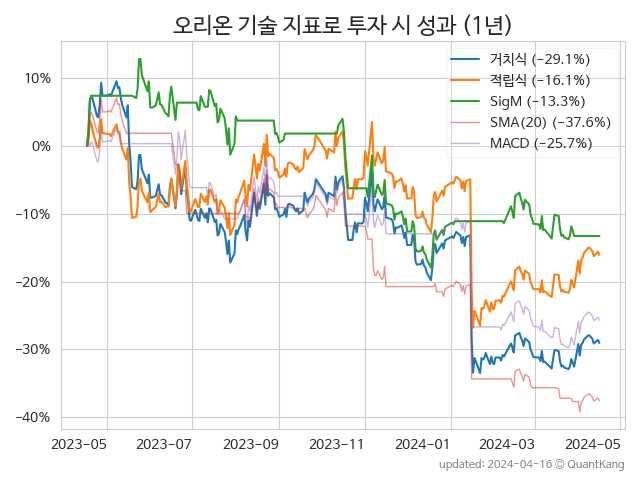 오리온 기술 지표로 투자 시 성과 (1년)
거치식 (−29.1%)
적립식 (−16.1%)
SigM (−13.3%)
SMA(20) (−37.6%)
MACD (−25.7%)
10%
0%
−10%
−20%
−30%
−40%
2023−05 2023−07 2023−09 2023−11 2024−01 2024−03 2024−05
updated: 2024−04−16 © QuantKang